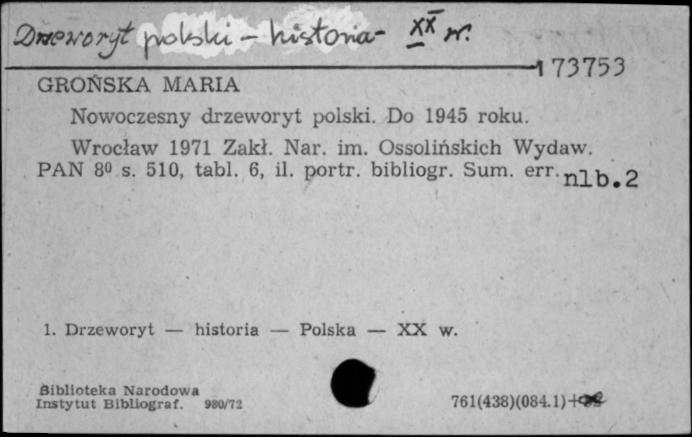 Drzeworyt polski - historia - XX w.
173753
GROŃSKA MARIA
Nowoczesny drzeworyt polski. Do 1945 roku.
Wrocław 1971 Zakł. Nar. im. Ossolińskich Wydaw.
PAN 8⁰ s. 510, tabl. 6, il. portr. bibliogr. Sum. err. nlb.2
1. Drzeworyt — historia — Polska — XX w.
Biblioteka Narodowa
Instytut Bibliograf. 980/72
761(438)(084.1)+